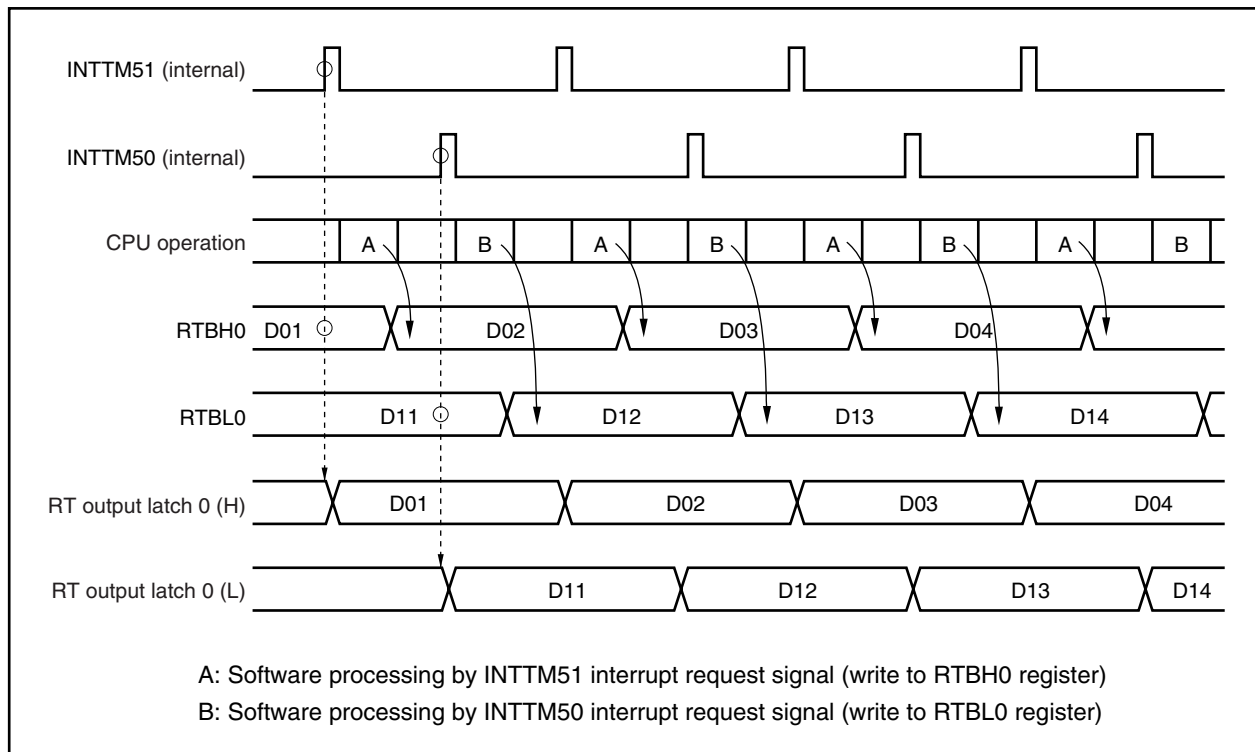 INTTM51 (internal)
INTTM50 (internal)
CPU operation A B A B A B A B
RTBH0 D01 D02 D03 D04
RTBL0 D11 D12 D13 D14
RT output latch 0 (H) D01 D02 D03 D04
RT output latch 0 (L) D11 D12 D13 D14
A: Software processing by INTTM51 interrupt request signal (write to RTBH0 register)
B: Software processing by INTTM50 interrupt request signal (write to RTBL0 register)